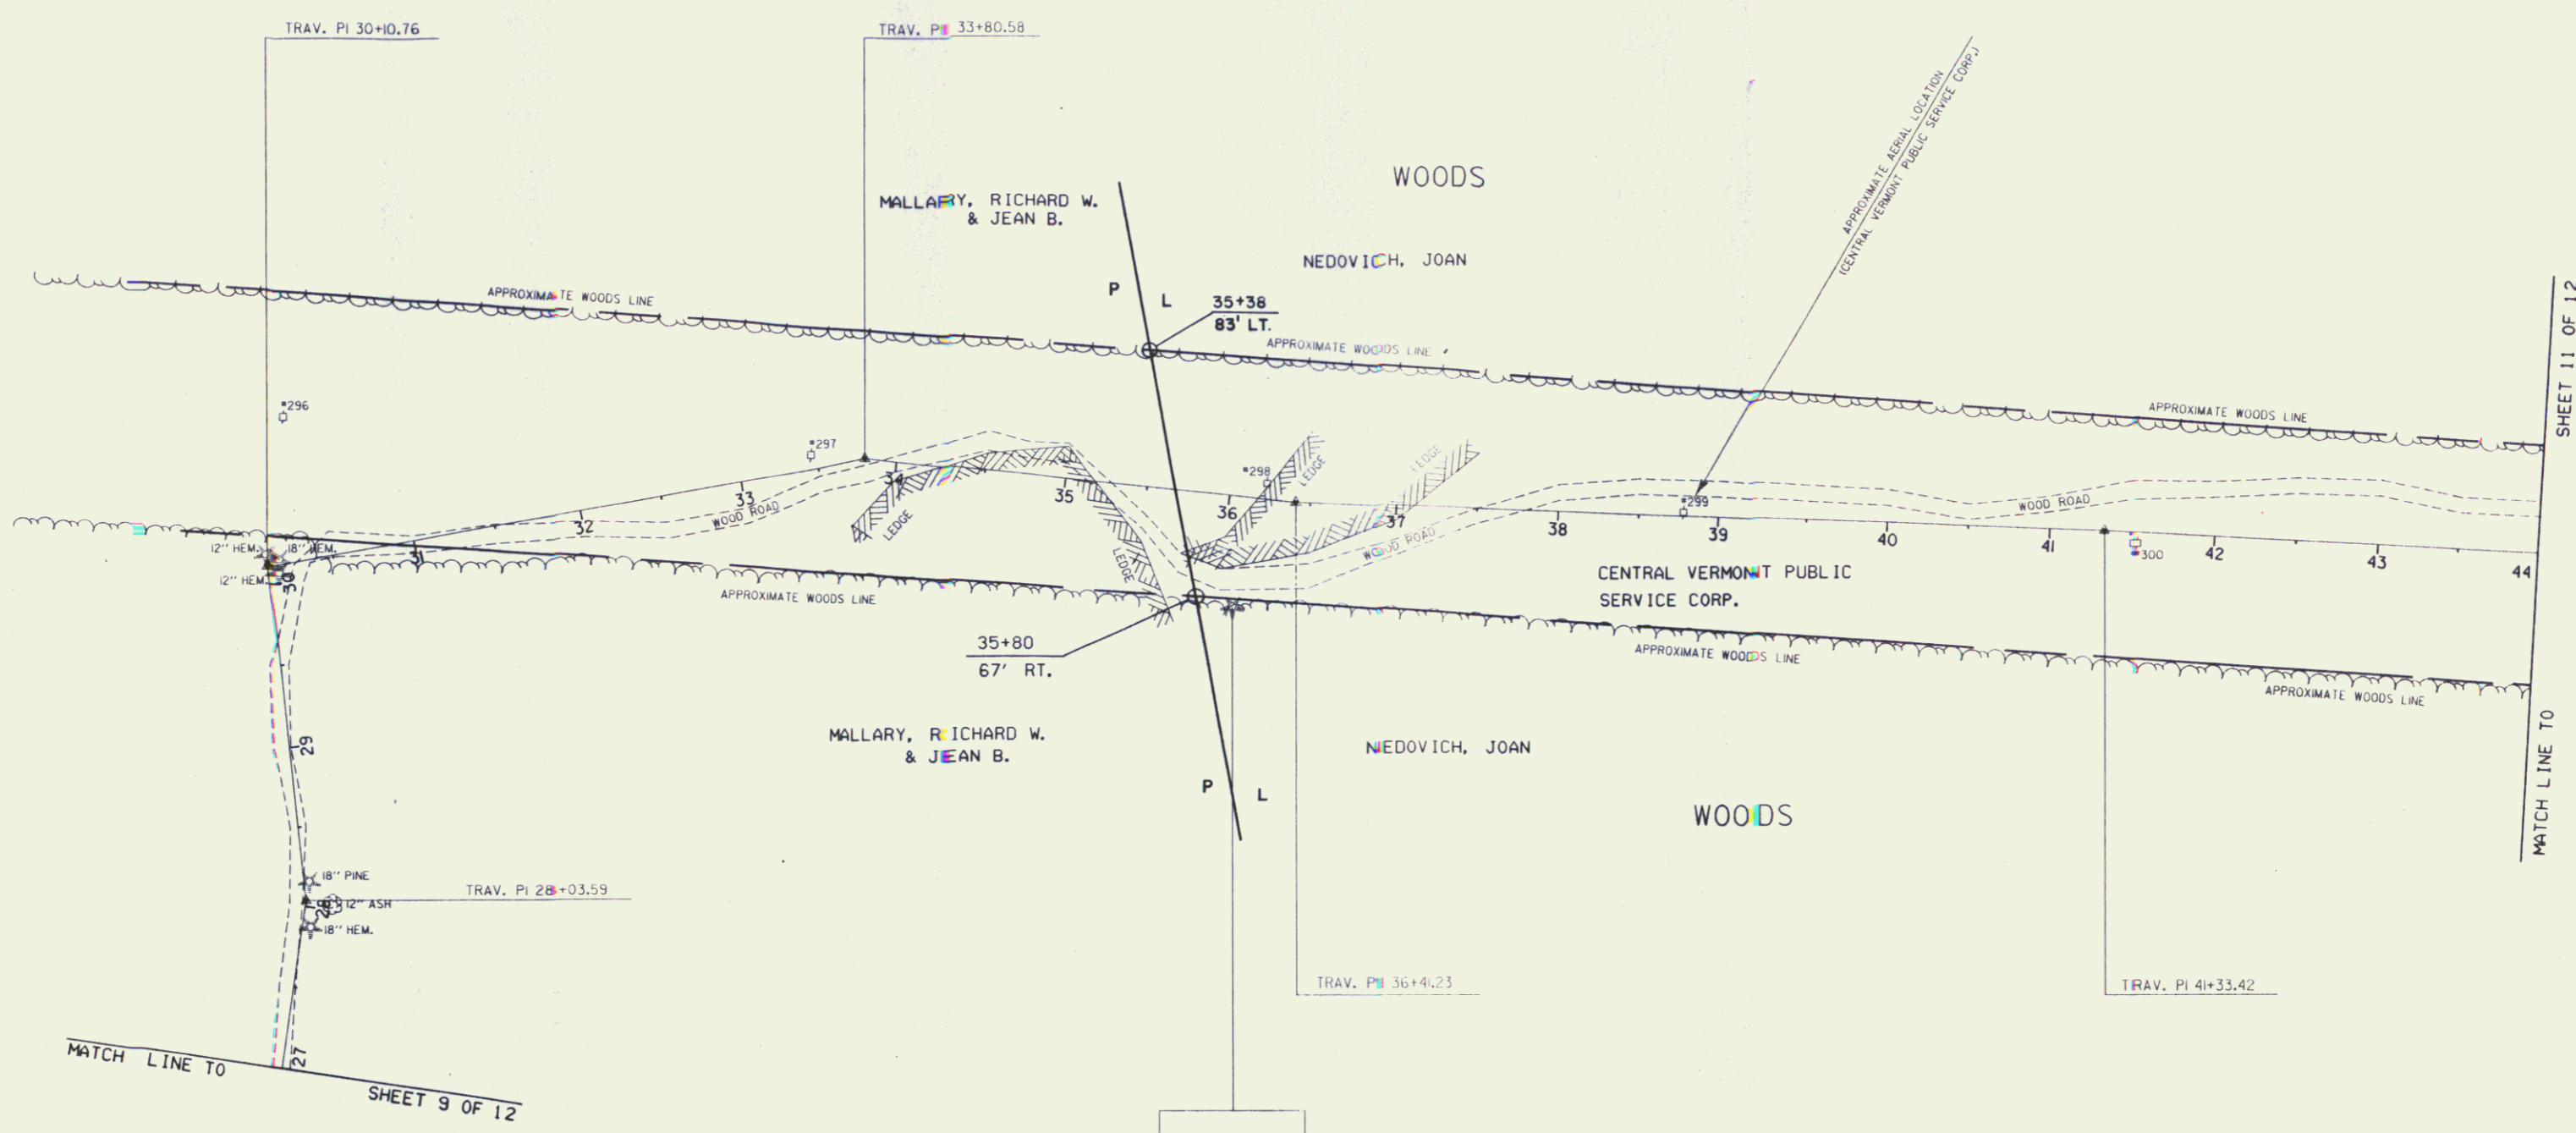 TRAV. PI 30+10.76
TRAV. PI 33+80.58
APPROXIMATE AERIAL LOCATION
(CENTRAL VERMONT PUBLIC SERVICE CORP.)
WOODS
MALLARY, RICHARD W.
& JEAN B.
NEDOVICH, JOAN
P L
35+38
83' LT.
APPROXIMATE WOODS LINE
APPROXIMATE WOODS LINE
APPROXIMATE WOODS LINE
SHEET 11 OF 12
MATCH LINE TO
#296
#297
#298
#299
#300
12" HEM.
18" HEM.
12" HEM.
30
31
32
33
34
35
36
37
38
39
40
41
42
43
44
WOOD ROAD
LEDGE
LEDGE
LEDGE
LEDGE
WOOD ROAD
WOOD ROAD
CENTRAL VERMONT PUBLIC
SERVICE CORP.
APPROXIMATE WOODS LINE
35+80
67' RT.
APPROXIMATE WOODS LINE
APPROXIMATE WOODS LINE
MALLARY, RICHARD W.
& JEAN B.
NEDOVICH, JOAN
P L
WOODS
29
18" PINE
TRAV. PI 28+03.59
28
12" ASH
18" HEM.
TRAV. PI 36+41.23
TRAV. PI 41+33.42
27
MATCH LINE TO
SHEET 9 OF 12